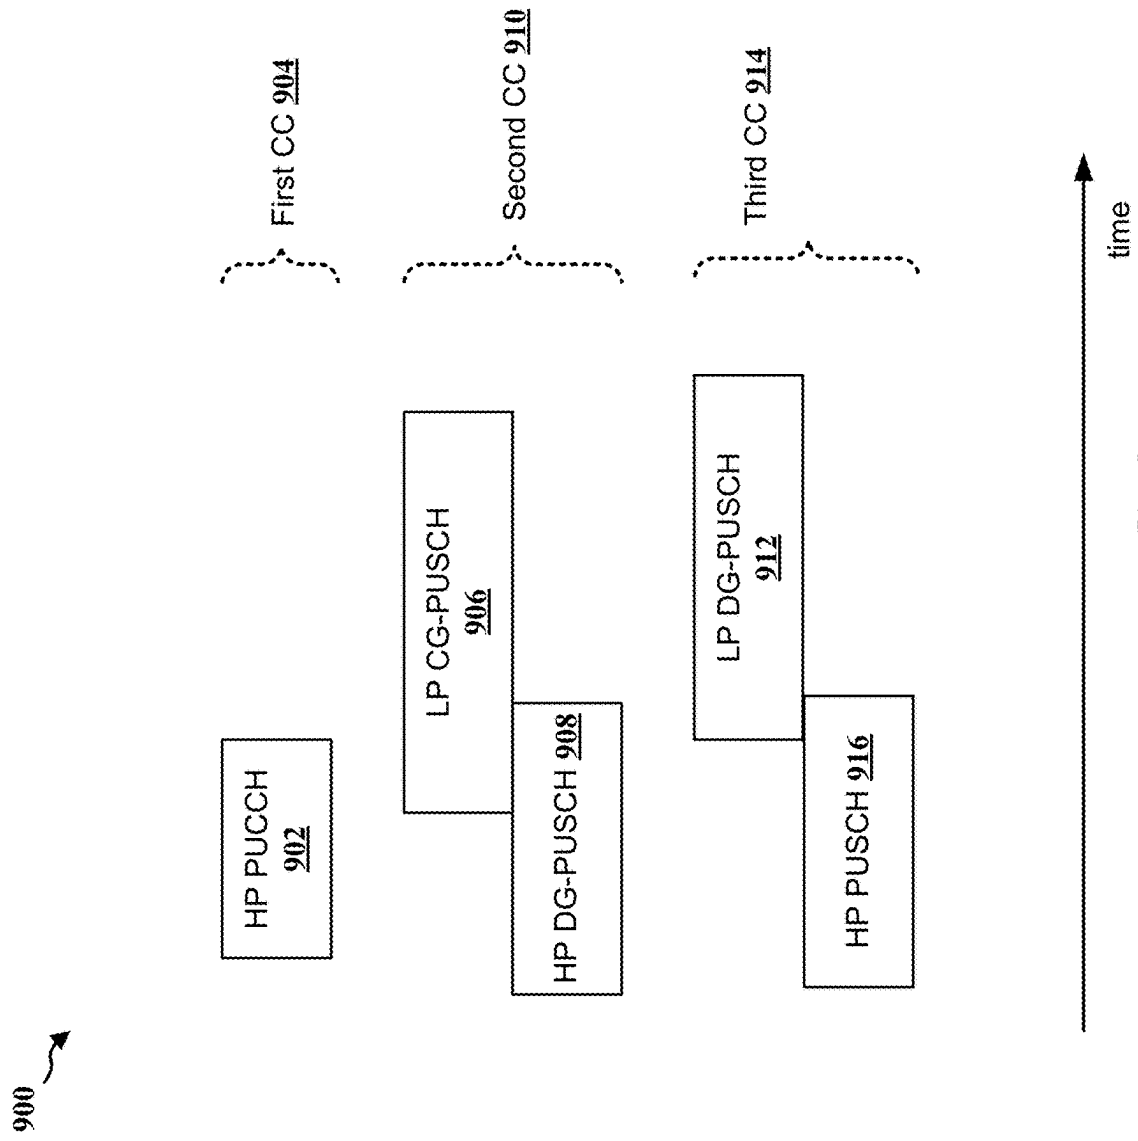 900
HP PUCCH
902
First CC 904
LP CG-PUSCH
906
HP DG-PUSCH 908
Second CC 910
LP DG-PUSCH
912
HP PUSCH 916
Third CC 914
time